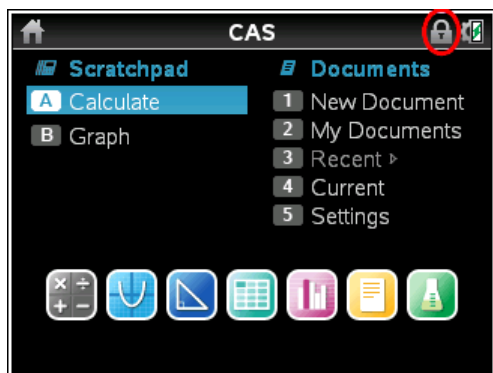 CAS
Scratchpad
A Calculate
B Graph
Documents
1 New Document
2 My Documents
3 Recent ▹
4 Current
5 Settings